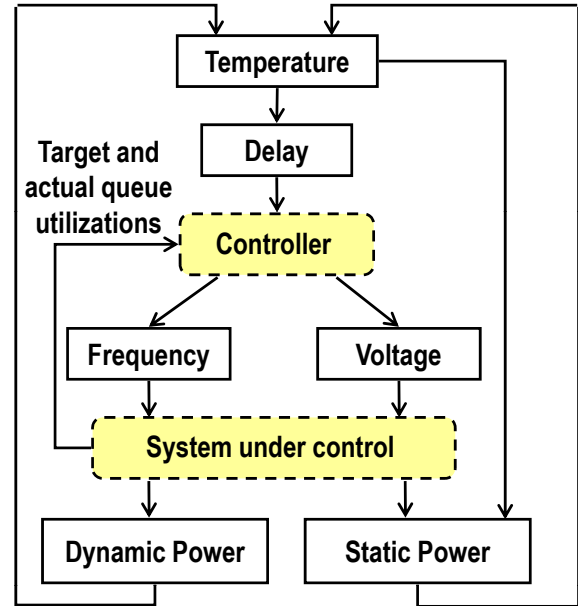 Temperature
Delay
Target and
actual queue
utilizations
Controller
Frequency
Voltage
System under control
Dynamic Power
Static Power